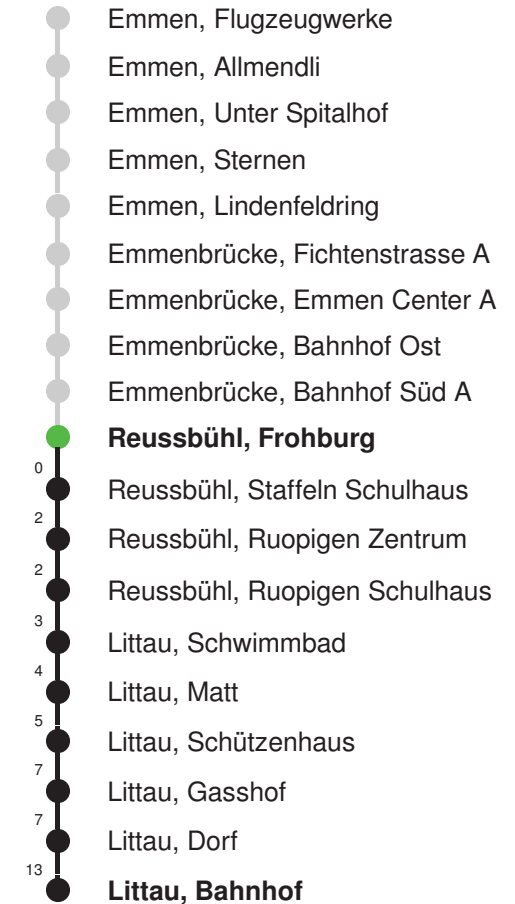 Emmen, Flugzeugwerke
Emmen, Allmendli
Emmen, Unter Spitalhof
Emmen, Sternen
Emmen, Lindenfeldring
Emmenbrücke, Fichtenstrasse A
Emmenbrücke, Emmen Center A
Emmenbrücke, Bahnhof Ost
Emmenbrücke, Bahnhof Süd A
Reussbühl, Frohburg
0
Reussbühl, Staffeln Schulhaus
2
Reussbühl, Ruopigen Zentrum
2
Reussbühl, Ruopigen Schulhaus
3
Littau, Schwimmbad
4
Littau, Matt
5
Littau, Schützenhaus
7
Littau, Gasshof
7
Littau, Dorf
13
Littau, Bahnhof